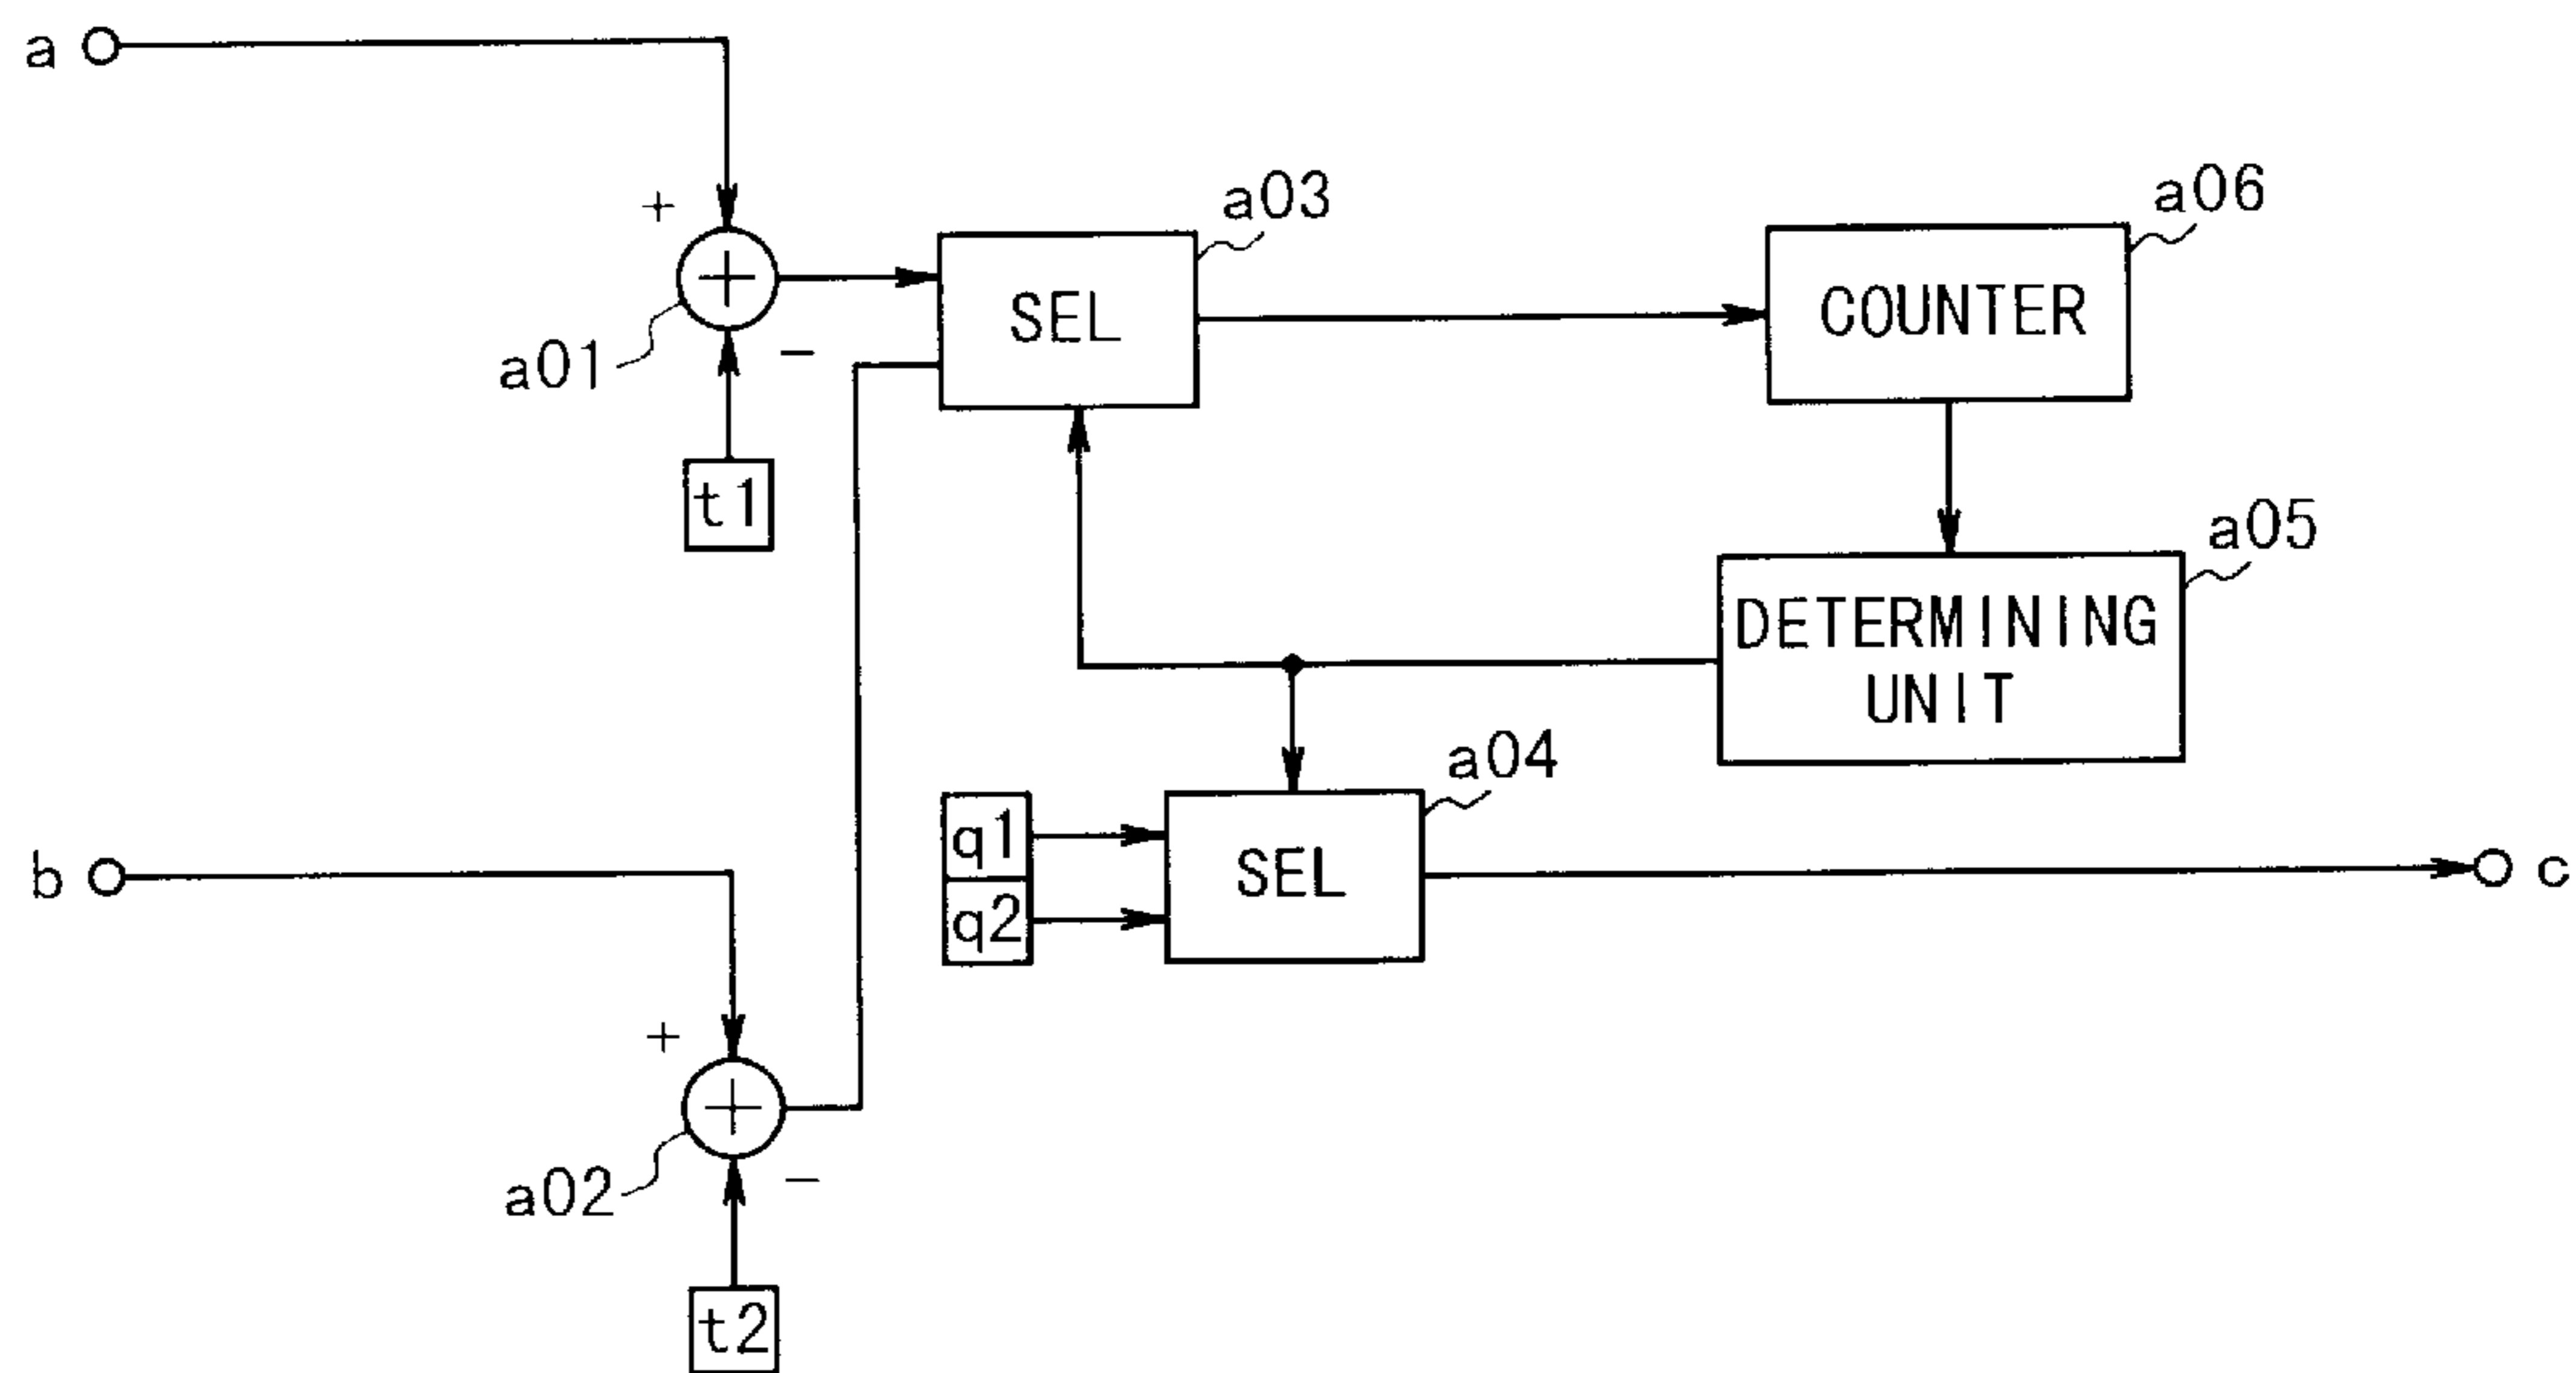 a
+
a03
a06
SEL
COUNTER
a01
−
t1
a05
DETERMINING
UNIT
a04
q1
b
SEL
c
q2
+
a02
−
t2